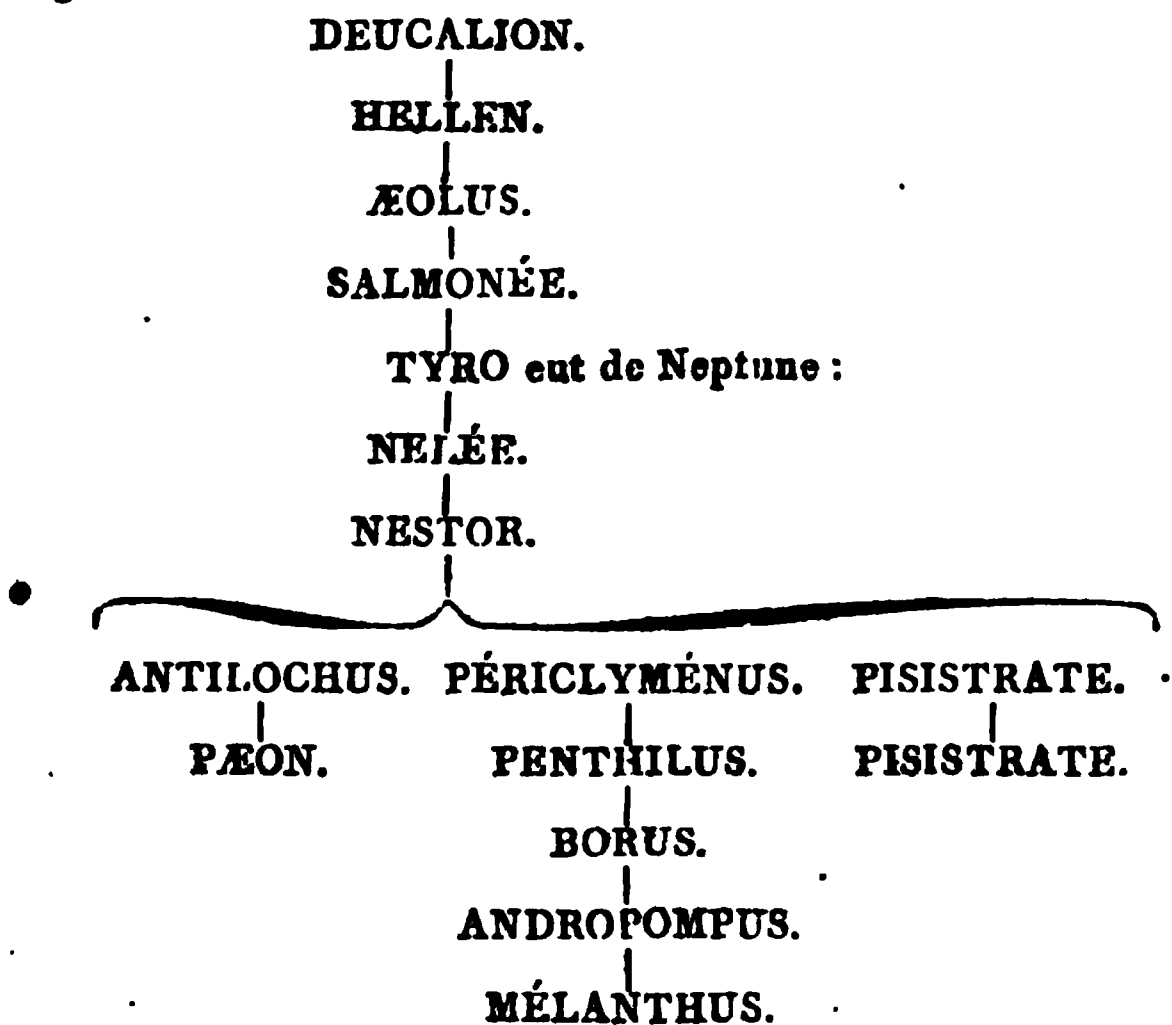 DEUCALION.
HELLEN.
ÆOLUS.
SALMONÉE.
TYRO eut de Neptune :
NELÉE.
NESTOR.
ANTILOCHUS. PÉRICLYMÉNUS. PISISTRATE.
PÆON. PENTHILUS. PISISTRATE.
BORUS.
ANDROPOMPUS.
MÉLANTHUS.